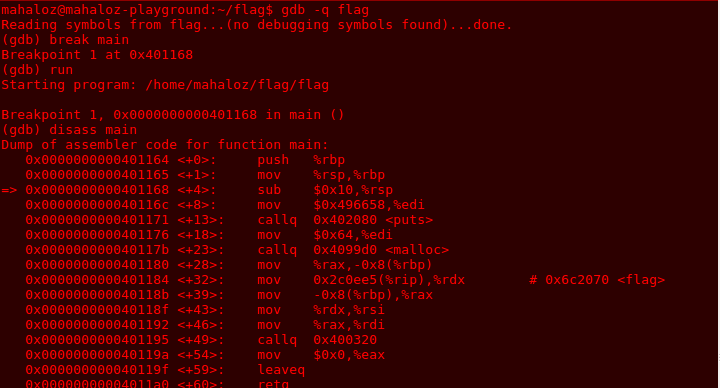 mahaloz@mahaloz-playground:~/flag$ gdb -q flag
Reading symbols from flag...(no debugging symbols found)...done.
(gdb) break main
Breakpoint 1 at 0x401168
(gdb) run
Starting program: /home/mahaloz/flag/flag

Breakpoint 1, 0x0000000000401168 in main ()
(gdb) disass main
Dump of assembler code for function main:
   0x0000000000401164 <+0>:     push   %rbp
   0x0000000000401165 <+1>:     mov    %rsp,%rbp
=> 0x0000000000401168 <+4>:     sub    $0x10,%rsp
   0x000000000040116c <+8>:     mov    $0x496658,%edi
   0x0000000000401171 <+13>:    callq  0x402080 <puts>
   0x0000000000401176 <+18>:    mov    $0x64,%edi
   0x000000000040117b <+23>:    callq  0x4099d0 <malloc>
   0x0000000000401180 <+28>:    mov    %rax,-0x8(%rbp)
   0x0000000000401184 <+32>:    mov    0x2c0ee5(%rip),%rdx        # 0x6c2070 <flag>
   0x000000000040118b <+39>:    mov    -0x8(%rbp),%rax
   0x000000000040118f <+43>:    mov    %rdx,%rsi
   0x0000000000401192 <+46>:    mov    %rax,%rdi
   0x0000000000401195 <+49>:    callq  0x400320
   0x000000000040119a <+54>:    mov    $0x0,%eax
   0x000000000040119f <+59>:    leaveq
   0x00000000004011a0 <+60>:    retq